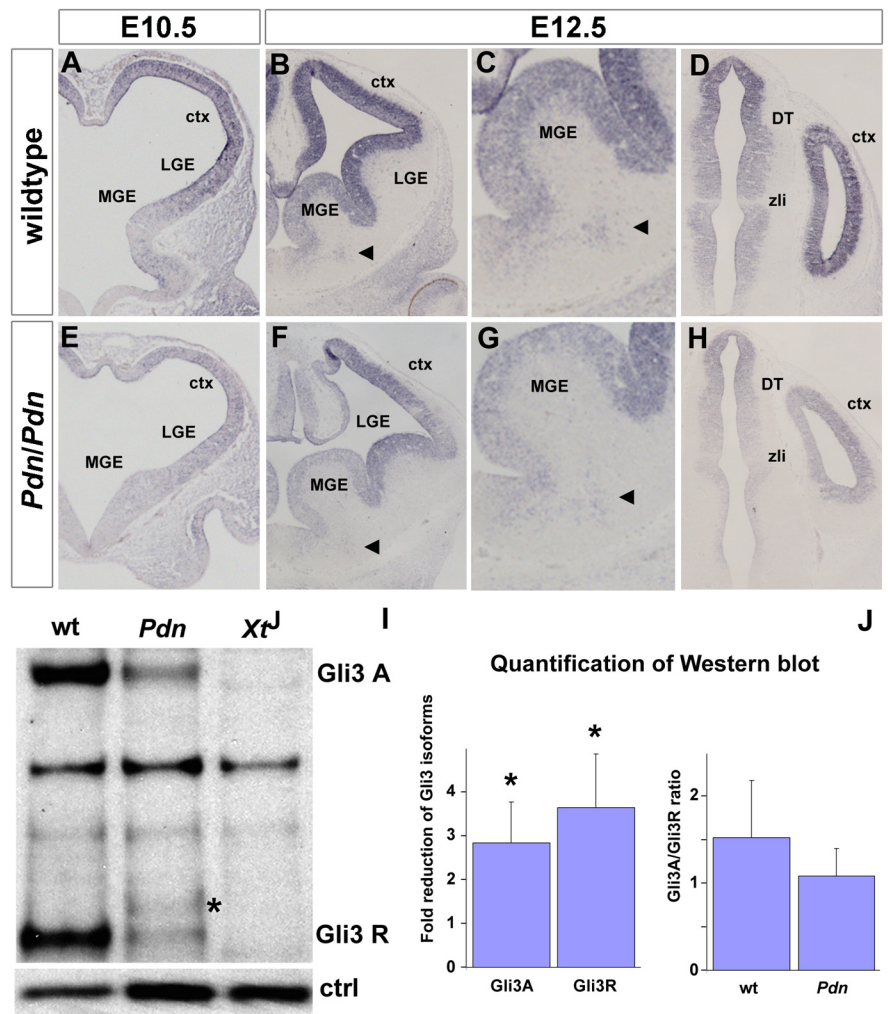 E10.5
E12.5
wildtype
A
ctx
LGE
MGE
B
ctx
LGE
MGE
C
MGE
D
DT
ctx
zli
Pdn/Pdn
E
ctx
LGE
MGE
F
ctx
LGE
MGE
G
MGE
H
DT
ctx
zli
wt
Pdn
XtJ
I
Gli3 A
*
Gli3 R
ctrl
J
Quantification of Western blot
Fold reduction of Gli3 isoforms
4
3
2
1
0
*
*
Gli3A
Gli3R
Gli3A/Gli3R ratio
2
1
0
wt
Pdn